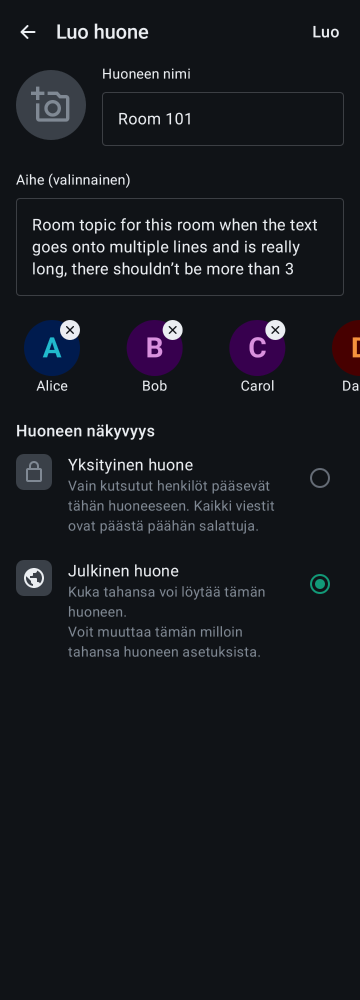 Luo huone
Luo
Huoneen nimi
Room 101
Aihe (valinnainen)
Room topic for this room when the text
goes onto multiple lines and is really
long, there shouldn’t be more than 3
A
B
C
Alice
Bob
Carol
Da
Huoneen näkyvyys
Yksityinen huone
Vain kutsutut henkilöt pääsevät
tähän huoneeseen. Kaikki viestit
ovat päästä päähän salattuja.
Julkinen huone
Kuka tahansa voi löytää tämän
huoneen.
Voit muuttaa tämän milloin
tahansa huoneen asetuksista.